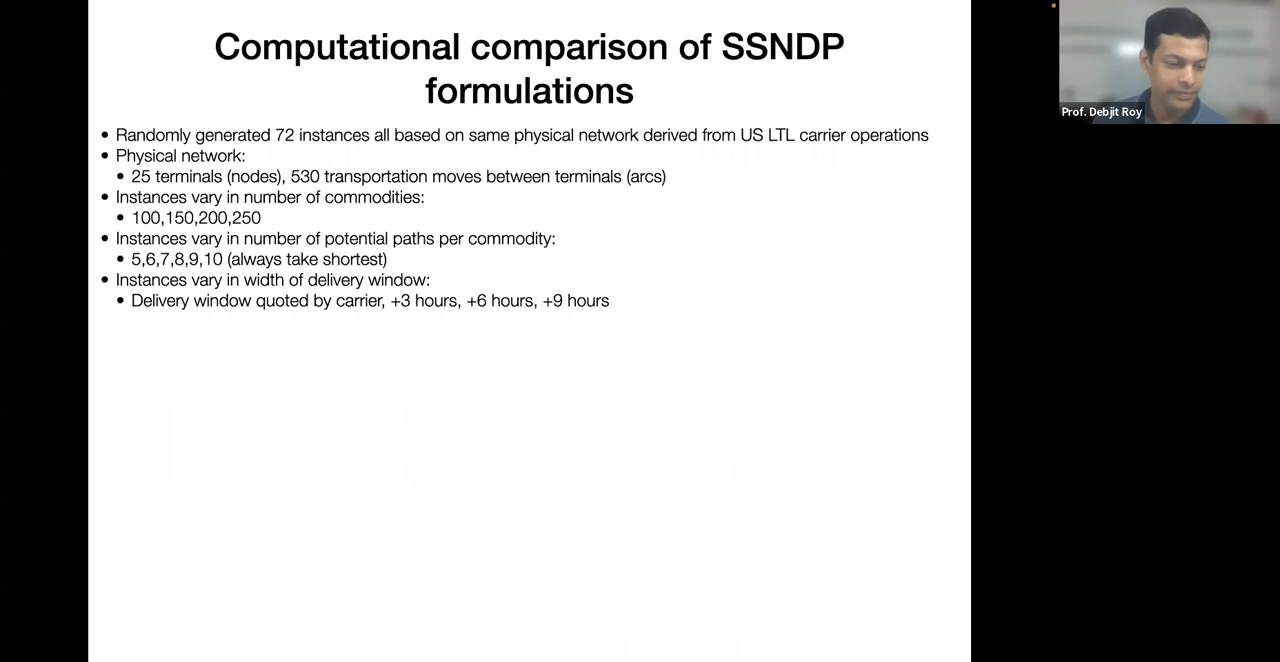 Computational comparison of SSNDP
formulations
• Randomly generated 72 instances all based on same physical network derived from US LTL carrier operations
• Physical network:
• 25 terminals (nodes), 530 transportation moves between terminals (arcs)
• Instances vary in number of commodities:
• 100,150,200,250
• Instances vary in number of potential paths per commodity:
• 5,6,7,8,9,10 (always take shortest)
• Instances vary in width of delivery window:
• Delivery window quoted by carrier, +3 hours, +6 hours, +9 hours
Prof. Debjit Roy